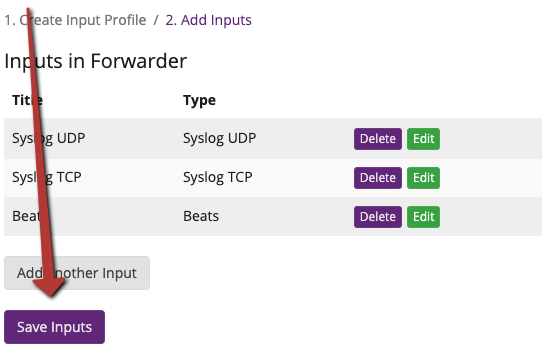 1. Create Input Profile / 2. Add Inputs
Inputs in Forwarder
Title Type
Syslog UDP Syslog UDP Delete Edit
Syslog TCP Syslog TCP Delete Edit
Beats Beats Delete Edit
Add Another Input
Save Inputs